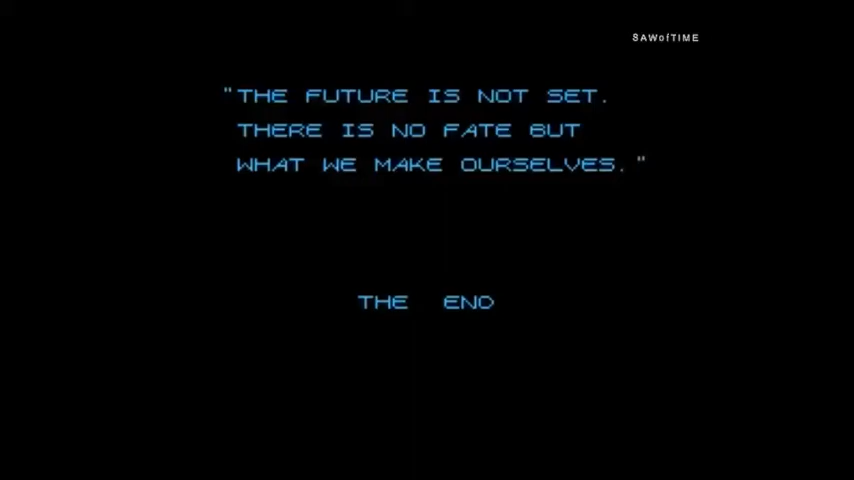 SAWofTIME
"THE FUTURE IS NOT SET.
THERE IS NO FATE BUT
WHAT WE MAKE OURSELVES."
THE END